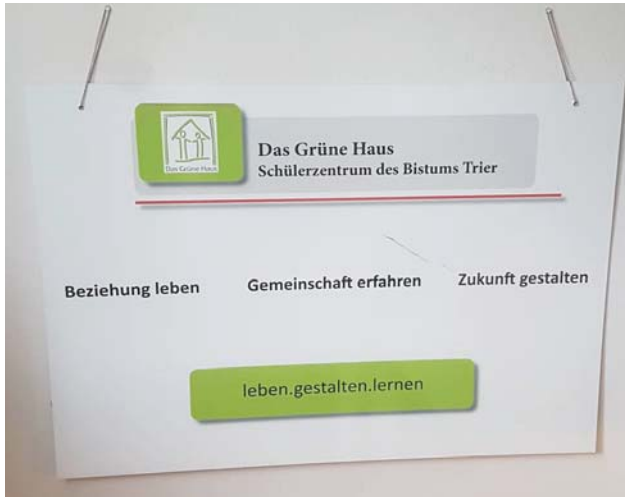 Das Grüne Haus
Das Grüne Haus
Schülerzentrum des Bistums Trier
Beziehung leben
Gemeinschaft erfahren
Zukunft gestalten
leben.gestalten.lernen